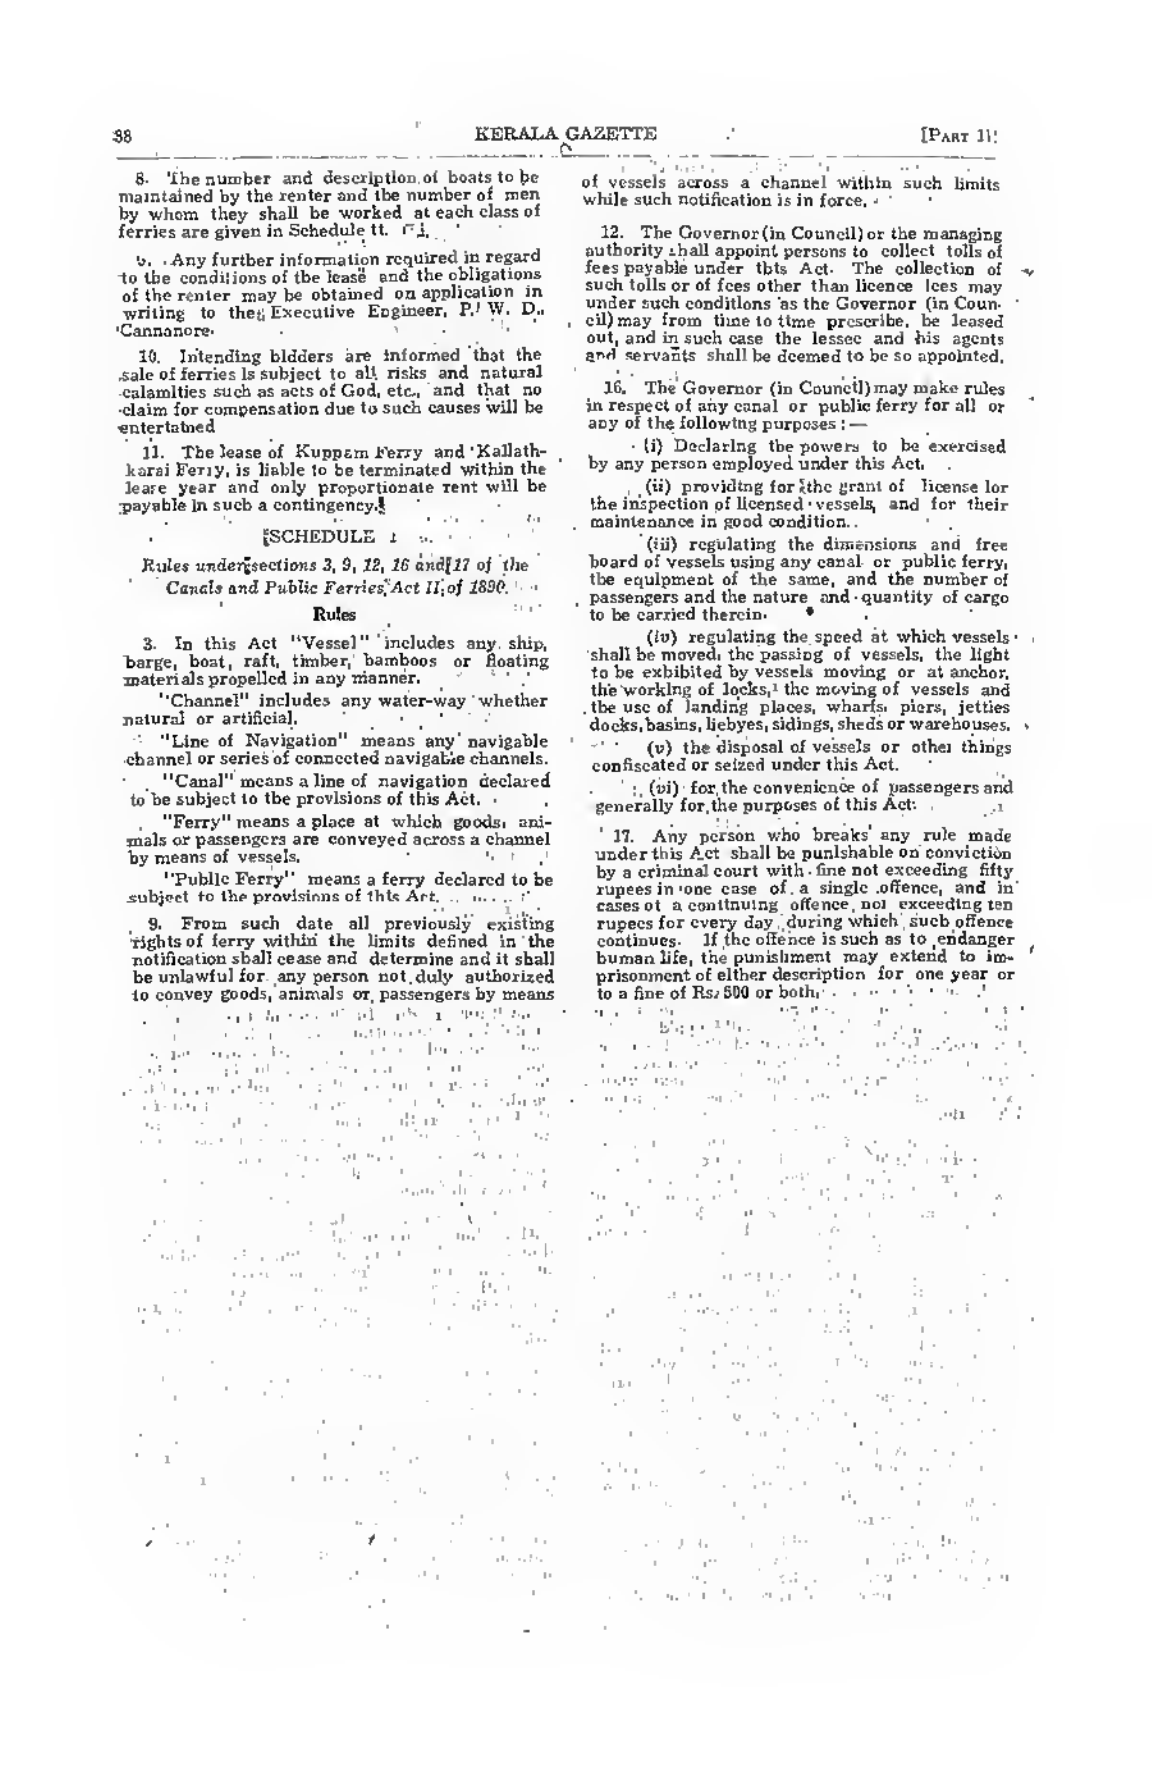 38
KERALA GAZETTE
[PART II]
8. The number and description of boats to be
maintained by the renter and the number of men
by whom they shall be worked at each class of
ferries are given in Schedule II.
9. Any further information required in regard
to the conditions of the lease and the obligations
of the renter may be obtained on application in
writing to the Executive Engineer, P. W. D.,
Cannanore.
10. Intending bidders are informed that the
sale of ferries is subject to all risks and natural
calamities such as acts of God, etc., and that no
claim for compensation due to such causes will be
entertained
11. The lease of Kuppam Ferry and Kallath-
karai Ferry, is liable to be terminated within the
lease year and only proportionate rent will be
payable in such a contingency.
SCHEDULE I
Rules under sections 3, 9, 12, 16 and 17 of the
Canals and Public Ferries Act II of 1890.
Rules
3. In this Act "Vessel" includes any ship,
barge, boat, raft, timber, bamboos or floating
materials propelled in any manner.
"Channel" includes any water-way whether
natural or artificial.
"Line of Navigation" means any navigable
channel or series of connected navigable channels.
"Canal" means a line of navigation declared
to be subject to the provisions of this Act.
"Ferry" means a place at which goods, ani-
mals or passengers are conveyed across a channel
by means of vessels.
"Public Ferry" means a ferry declared to be
subject to the provisions of this Act.
9. From such date all previously existing
rights of ferry within the limits defined in the
notification shall cease and determine and it shall
be unlawful for any person not duly authorized
to convey goods, animals or passengers by means
of vessels across a channel within such limits
while such notification is in force.
12. The Governor (in Council) or the managing
authority shall appoint persons to collect tolls of
fees payable under this Act. The collection of
such tolls or of fees other than licence fees may
under such conditions as the Governor (in Coun-
cil) may from time to time prescribe, be leased
out, and in such case the lessee and his agents
and servants shall be deemed to be so appointed.
16. The Governor (in Council) may make rules
in respect of any canal or public ferry for all or
any of the following purposes :—
(i) Declaring the powers to be exercised
by any person employed under this Act.
(ii) providing for the grant of license for
the inspection of licensed vessels, and for their
maintenance in good condition.
(iii) regulating the dimensions and free
board of vessels using any canal or public ferry,
the equipment of the same, and the number of
passengers and the nature and quantity of cargo
to be carried therein.
(iv) regulating the speed at which vessels
shall be moved, the passing of vessels, the light
to be exhibited by vessels moving or at anchor,
the working of locks, the moving of vessels and
the use of landing places, wharfs, piers, jetties
docks, basins, liebyes, sidings, sheds or warehouses.
(v) the disposal of vessels or other things
confiscated or seized under this Act.
(vi) for the convenience of passengers and
generally for the purposes of this Act.
17. Any person who breaks any rule made
under this Act shall be punishable on conviction
by a criminal court with fine not exceeding fifty
rupees in one case of a single offence, and in
cases of a continuing offence not exceeding ten
rupees for every day during which such offence
continues. If the offence is such as to endanger
human life, the punishment may extend to im-
prisonment of either description for one year or
to a fine of Rs. 500 or both.